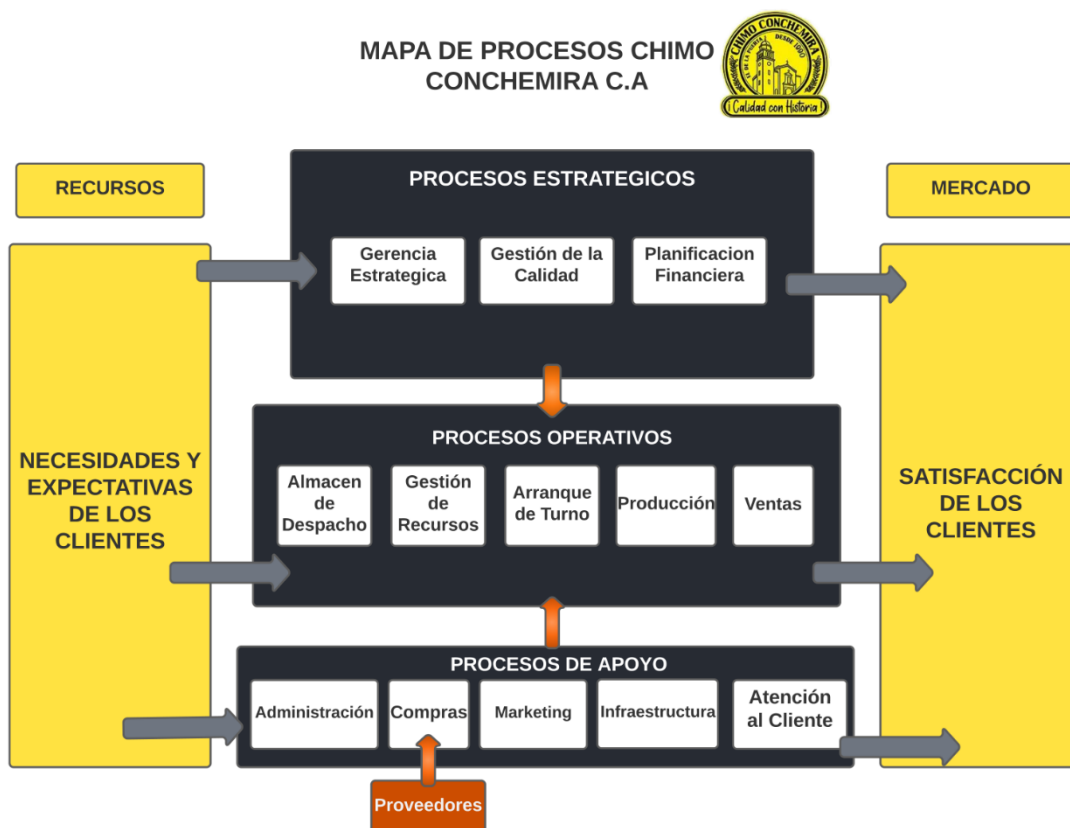 MAPA DE PROCESOS CHIMO
CONCHEMIRA C.A
CHIMO CONCHEMIRA
DESDE 1990
¡Calidad con Historia!
RECURSOS
PROCESOS ESTRATEGICOS
MERCADO
Gerencia
Estrategica
Gestión de la
Calidad
Planificacion
Financiera
NECESIDADES Y
EXPECTATIVAS
DE LOS
CLIENTES
PROCESOS OPERATIVOS
Almacen
de
Despacho
Gestión
de
Recursos
Arranque
de Turno
Producción
Ventas
SATISFACCIÓN
DE LOS
CLIENTES
PROCESOS DE APOYO
Administración
Compras
Marketing
Infraestructura
Atención
al Cliente
Proveedores